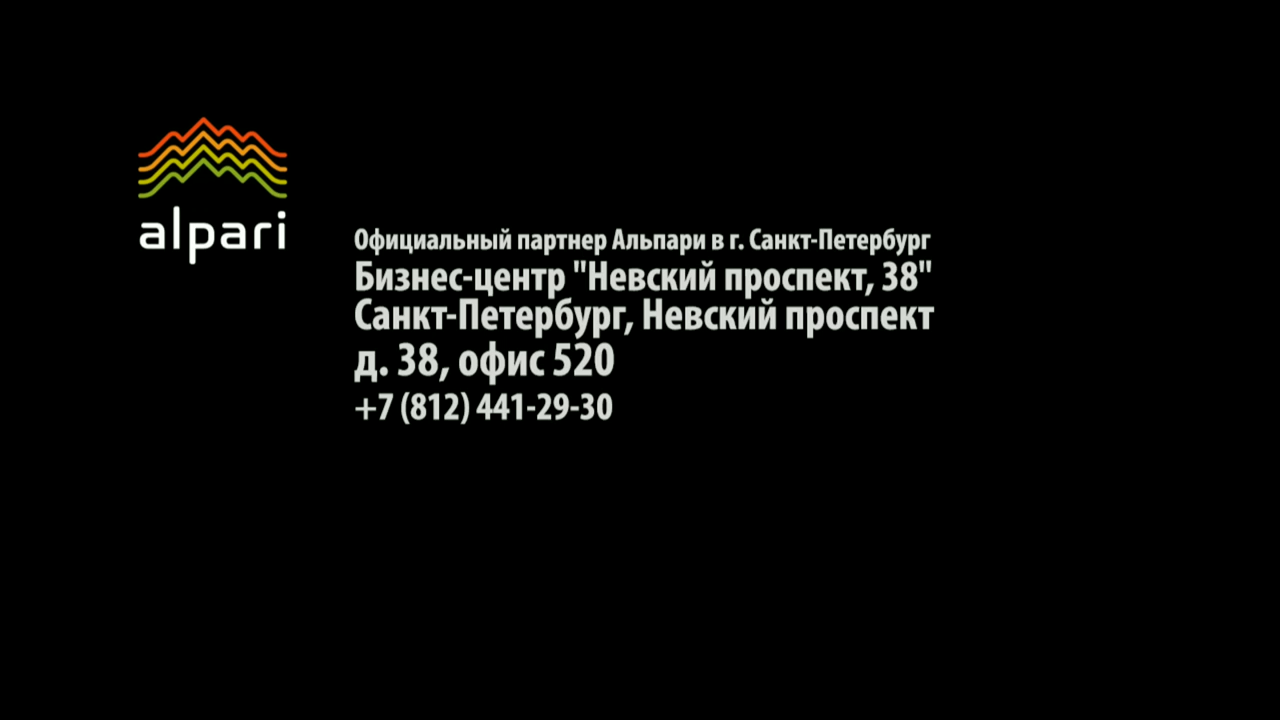 alpari
Официальный партнер Альпари в г. Санкт-Петербург
Бизнес-центр "Невский проспект, 38"
Санкт-Петербург, Невский проспект
д. 38, офис 520
+7 (812) 441-29-30